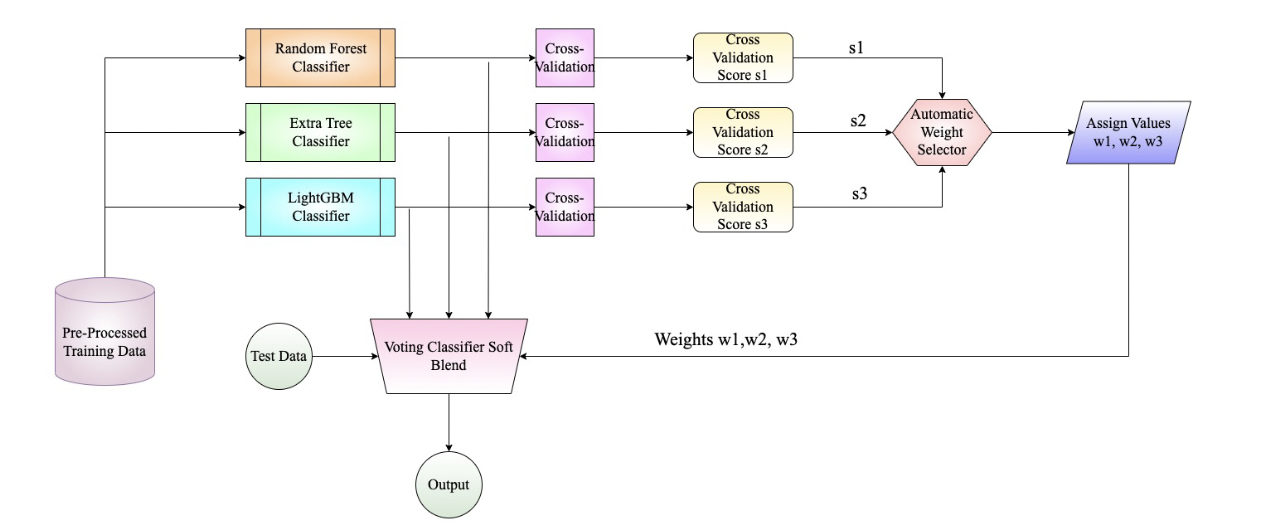 Random Forest
Classifier
Cross-
Validation
Cross
Validation
Score s1
s1
Extra Tree
Classifier
Cross-
Validation
Cross
Validation
Score s2
s2
Automatic
Weight
Selector
Assign Values
w1, w2, w3
LightGBM
Classifier
Cross-
Validation
Cross
Validation
Score s3
s3
Pre-Processed
Training Data
Test Data
Voting Classifier Soft
Blend
Weights w1,w2, w3
Output